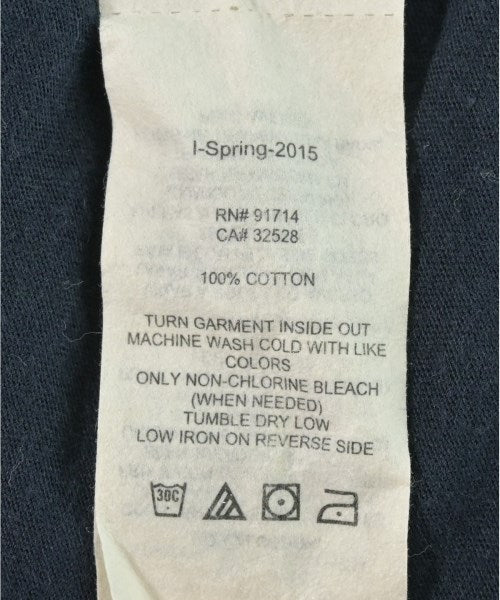 I-Spring-2015
RN# 91714
CA# 32528
100% COTTON
TURN GARMENT INSIDE OUT
MACHINE WASH COLD WITH LIKE
COLORS
ONLY NON-CHLORINE BLEACH
(WHEN NEEDED)
TUMBLE DRY LOW
LOW IRON ON REVERSE SIDE
30C